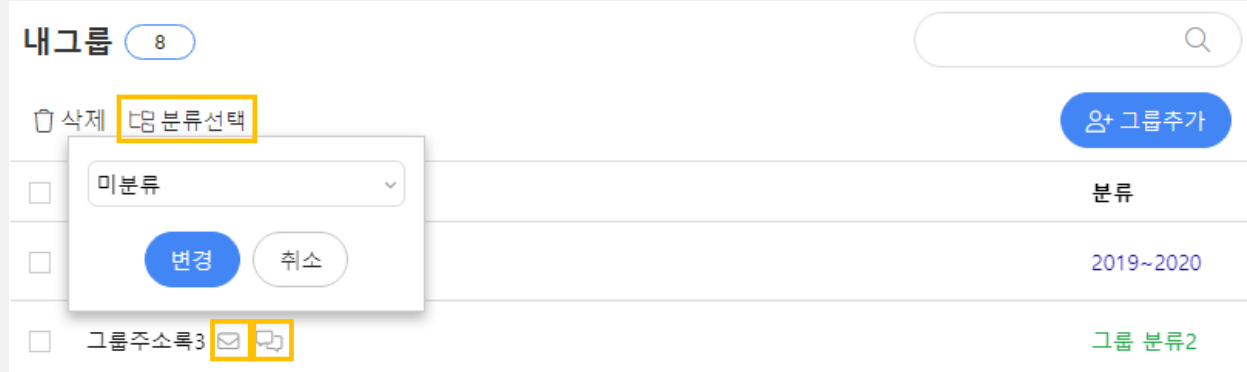 내그룹 8
삭제 분류선택
그룹추가
미분류
분류
변경 취소
2019~2020
그룹주소록3
그룹 분류2